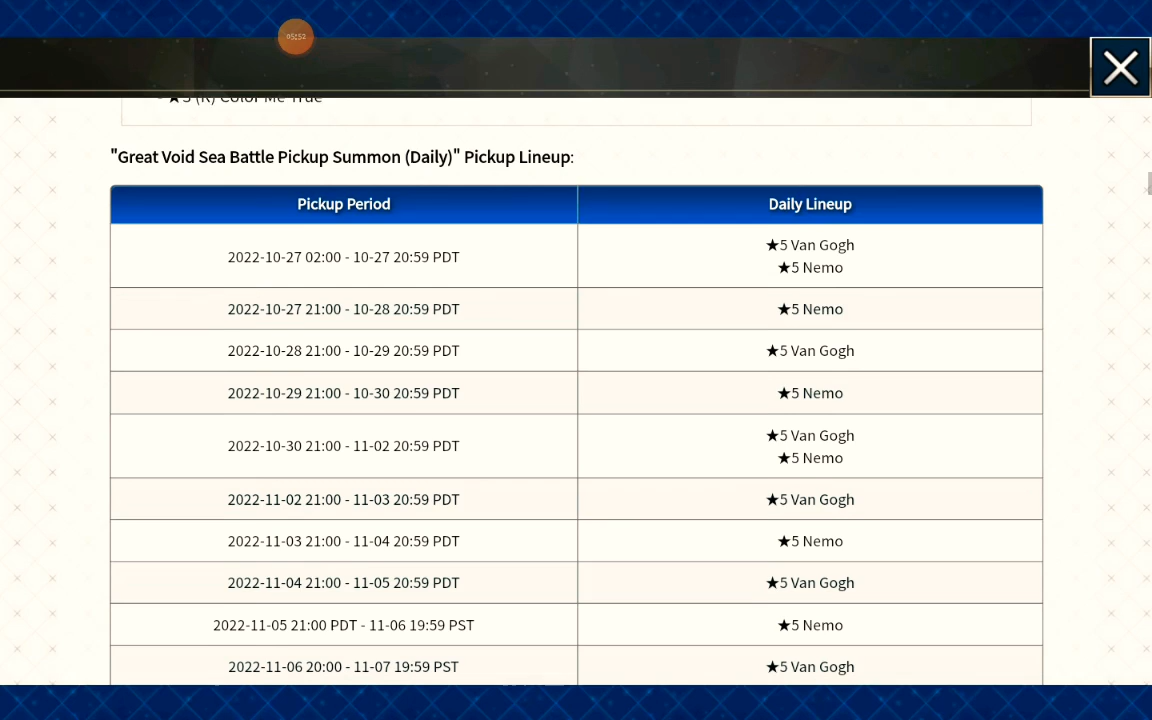 05:52
★3 (R) Color Me True
"Great Void Sea Battle Pickup Summon (Daily)" Pickup Lineup:
Pickup Period Daily Lineup
2022-10-27 02:00 - 10-27 20:59 PDT ★5 Van Gogh
★5 Nemo
2022-10-27 21:00 - 10-28 20:59 PDT ★5 Nemo
2022-10-28 21:00 - 10-29 20:59 PDT ★5 Van Gogh
2022-10-29 21:00 - 10-30 20:59 PDT ★5 Nemo
2022-10-30 21:00 - 11-02 20:59 PDT ★5 Van Gogh
★5 Nemo
2022-11-02 21:00 - 11-03 20:59 PDT ★5 Van Gogh
2022-11-03 21:00 - 11-04 20:59 PDT ★5 Nemo
2022-11-04 21:00 - 11-05 20:59 PDT ★5 Van Gogh
2022-11-05 21:00 PDT - 11-06 19:59 PST ★5 Nemo
2022-11-06 20:00 - 11-07 19:59 PST ★5 Van Gogh